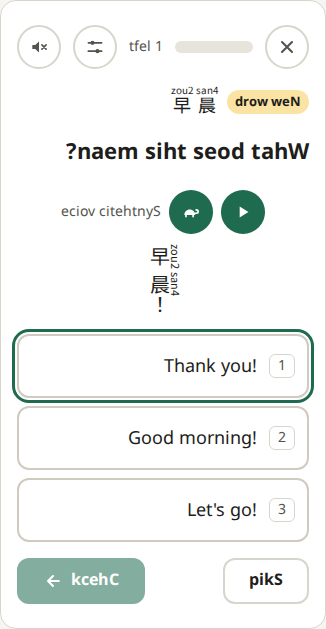 tfel 1
zou2 san4
早晨
drow weN
?naem siht seod tahW
eciov citehtnyS
zou2 san4
早晨！
Thank you! 1
Good morning! 2
Let's go! 3
kcehC
pikS